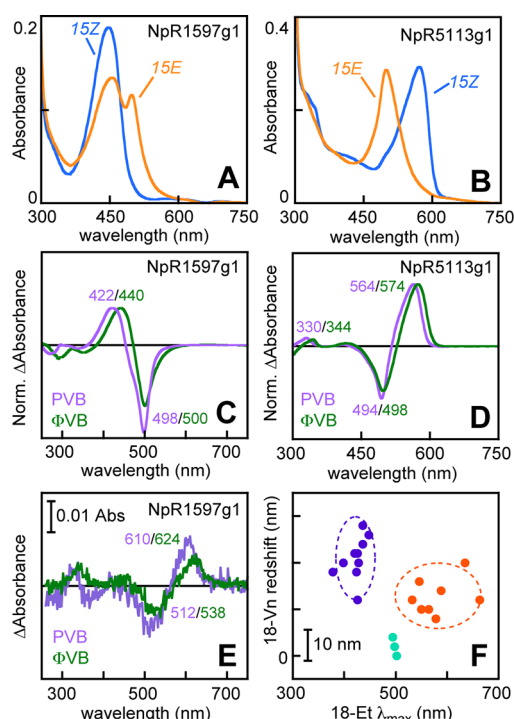 0.2
15Z
NpR1597g1
15E
Absorbance
A
0
300 450 600 750
wavelength (nm)
0.4
NpR5113g1
15E
15Z
Absorbance
B
0
300 450 600 750
wavelength (nm)
NpR1597g1
422/440
Norm. ΔAbsorbance
PVB
ΦVB
498/500
C
300 500 700
wavelength (nm)
NpR5113g1
564/574
330/344
Norm. ΔAbsorbance
PVB
ΦVB
494/498
D
300 450 600 750
wavelength (nm)
0.01 Abs
NpR1597g1
610/624
ΔAbsorbance
PVB
ΦVB
512/538
E
300 500 700
wavelength (nm)
18-Vn redshift (nm)
10 nm
0
F
300 500 700
18-Et λmax (nm)